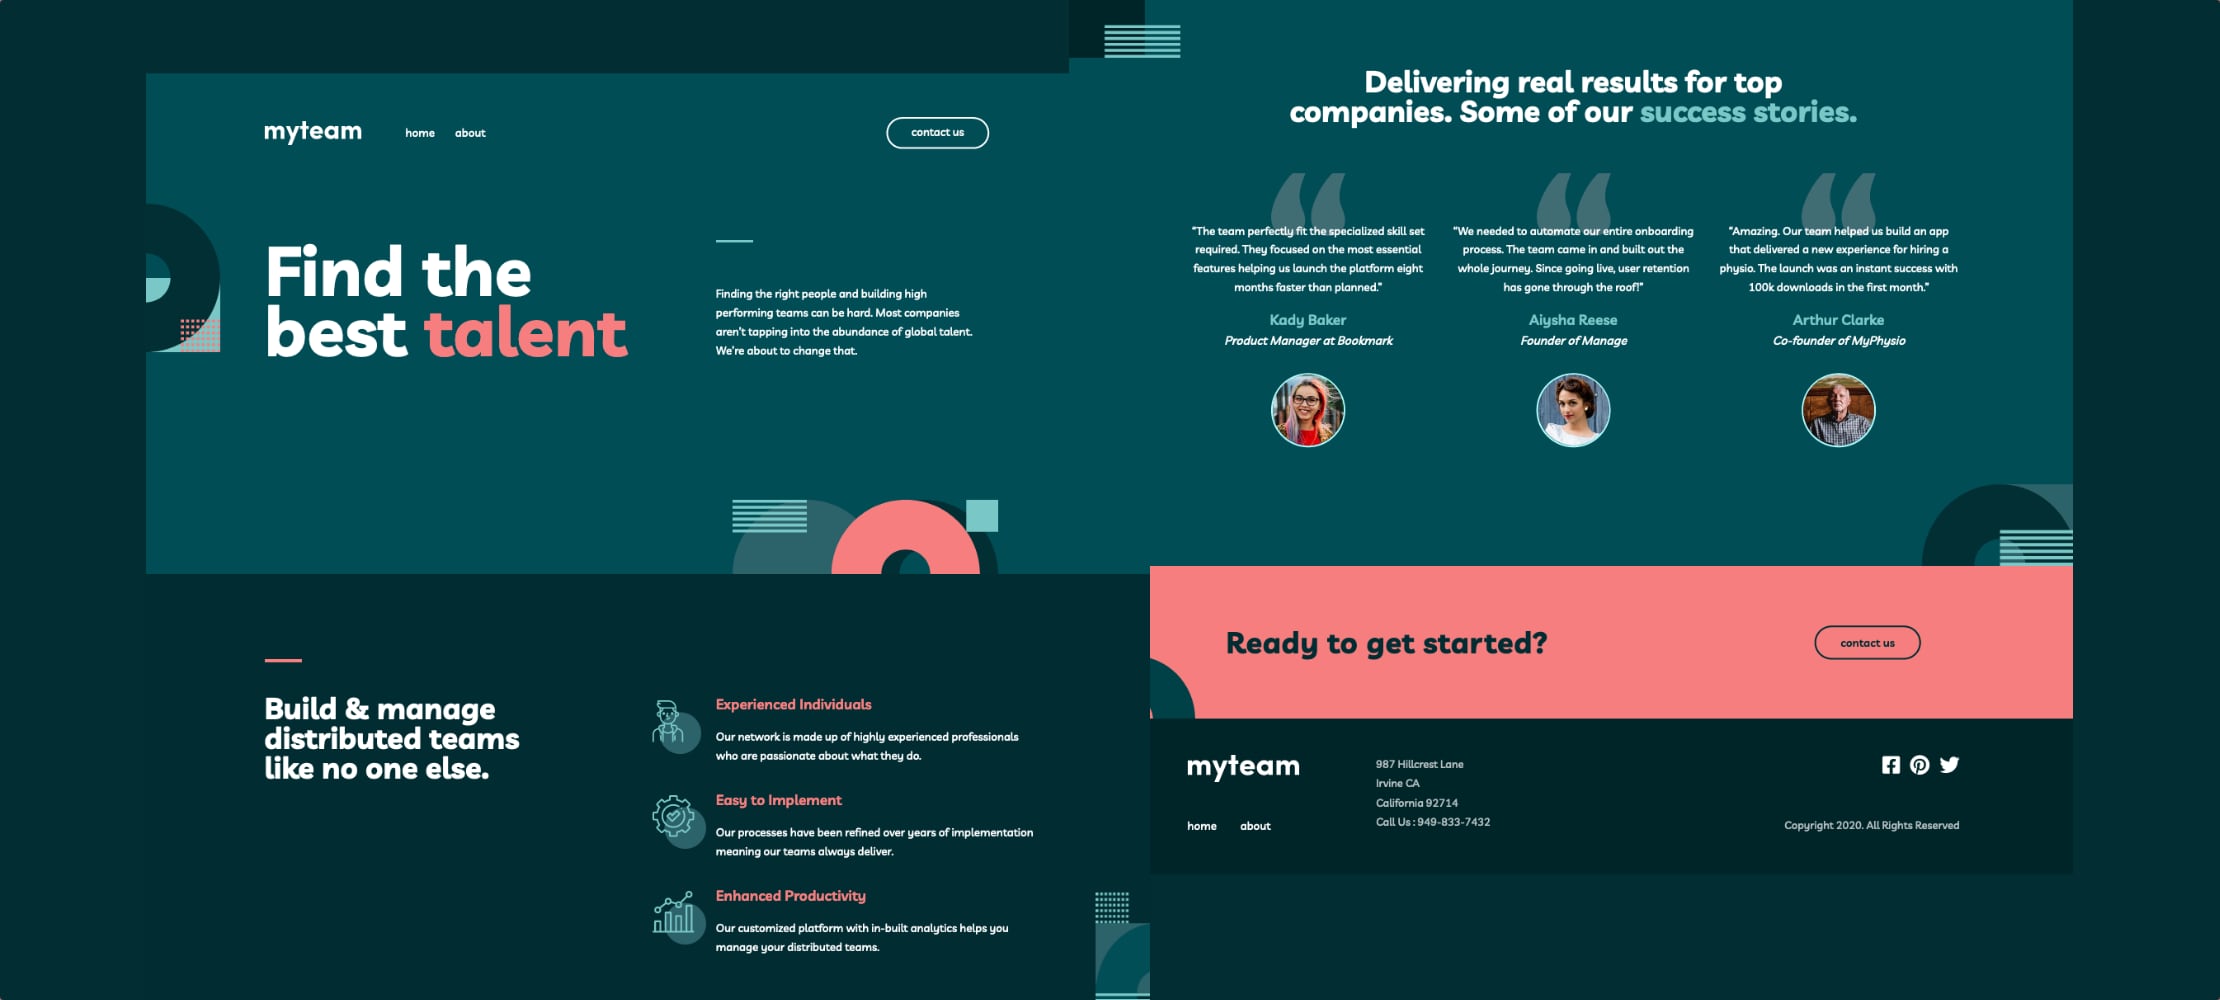 myteam
home
about
contact us
Find the
best talent
Finding the right people and building high
performing teams can be hard. Most companies
aren't tapping into the abundance of global talent.
We're about to change that.
Build & manage
distributed teams
like no one else.
Experienced Individuals
Our network is made up of highly experienced professionals
who are passionate about what they do.
Easy to Implement
Our processes have been refined over years of implementation
meaning our teams always deliver.
Enhanced Productivity
Our customized platform with in-built analytics helps you
manage your distributed teams.
Delivering real results for top
companies. Some of our success stories.
“The team perfectly fit the specialized skill set
required. They focused on the most essential
features helping us launch the platform eight
months faster than planned.”
Kady Baker
Product Manager at Bookmark
“We needed to automate our entire onboarding
process. The team came in and built out the
whole journey. Since going live, user retention
has gone through the roof!”
Aiysha Reese
Founder of Manage
“Amazing. Our team helped us build an app
that delivered a new experience for hiring a
physio. The launch was an instant success with
100k downloads in the first month.”
Arthur Clarke
Co-founder of MyPhysio
Ready to get started?
contact us
myteam
home
about
987 Hillcrest Lane
Irvine CA
California 92714
Call Us : 949-833-7432
Copyright 2020. All Rights Reserved